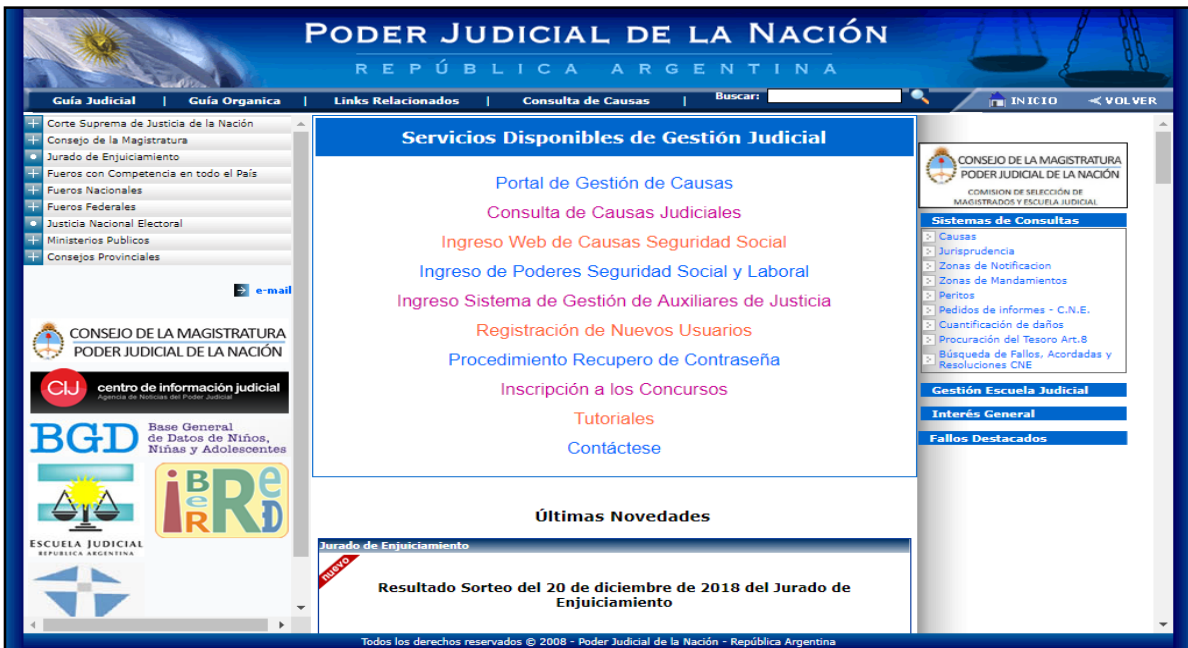 PODER JUDICIAL DE LA NACIÓN
REPÚBLICA ARGENTINA
Guía Judicial | Guía Organica | Links Relacionados | Consulta de Causas | Buscar: INICIO VOLVER
Corte Suprema de Justicia de la Nación
Consejo de la Magistratura
Jurado de Enjuiciamiento
Fueros con Competencia en todo el País
Fueros Nacionales
Fueros Federales
Justicia Nacional Electoral
Ministerios Publicos
Consejos Provinciales
e-mail
CONSEJO DE LA MAGISTRATURA
PODER JUDICIAL DE LA NACIÓN
CIJ centro de información judicial
Agencia de Noticias del Poder Judicial
BGD Base General
de Datos de Niños,
Niñas y Adolescentes
ESCUELA JUDICIAL
REPUBLICA ARGENTINA
iBeR ReD
Servicios Disponibles de Gestión Judicial
Portal de Gestión de Causas
Consulta de Causas Judiciales
Ingreso Web de Causas Seguridad Social
Ingreso de Poderes Seguridad Social y Laboral
Ingreso Sistema de Gestión de Auxiliares de Justicia
Registración de Nuevos Usuarios
Procedimiento Recupero de Contraseña
Inscripción a los Concursos
Tutoriales
Contáctese
Últimas Novedades
Jurado de Enjuiciamiento
nuevo
Resultado Sorteo del 20 de diciembre de 2018 del Jurado de
Enjuiciamiento
CONSEJO DE LA MAGISTRATURA
PODER JUDICIAL DE LA NACIÓN
COMISION DE SELECCIÓN DE
MAGISTRADOS Y ESCUELA JUDICIAL
Sistemas de Consultas
Causas
Jurisprudencia
Zonas de Notificacion
Zonas de Mandamientos
Peritos
Pedidos de informes - C.N.E.
Cuantificación de daños
Procuración del Tesoro Art.8
Búsqueda de Fallos, Acordadas y
Resoluciones CNE
Gestión Escuela Judicial
Interés General
Fallos Destacados
Todos los derechos reservados © 2008 - Poder Judicial de la Nación - República Argentina